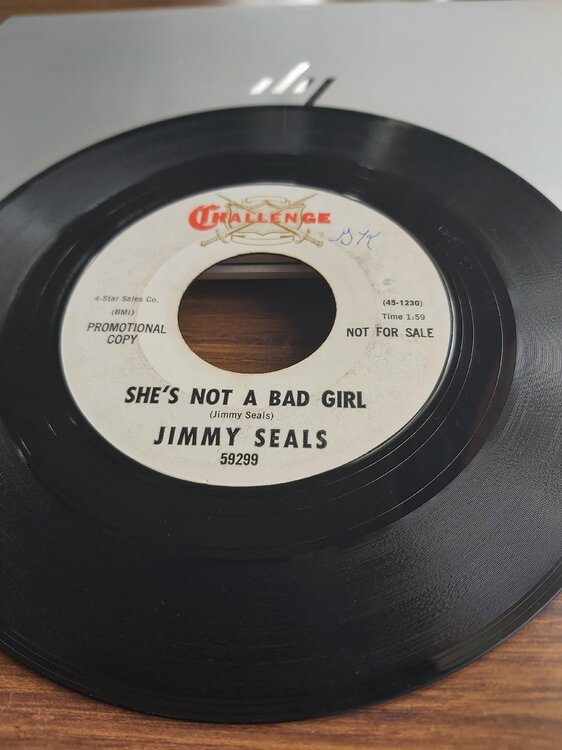 CHALLENGE
4-Star Sales Co.
(BMI)
PROMOTIONAL
COPY
(45-1230)
Time 1:59
NOT FOR SALE
SHE'S NOT A BAD GIRL
(Jimmy Seals)
JIMMY SEALS
59299